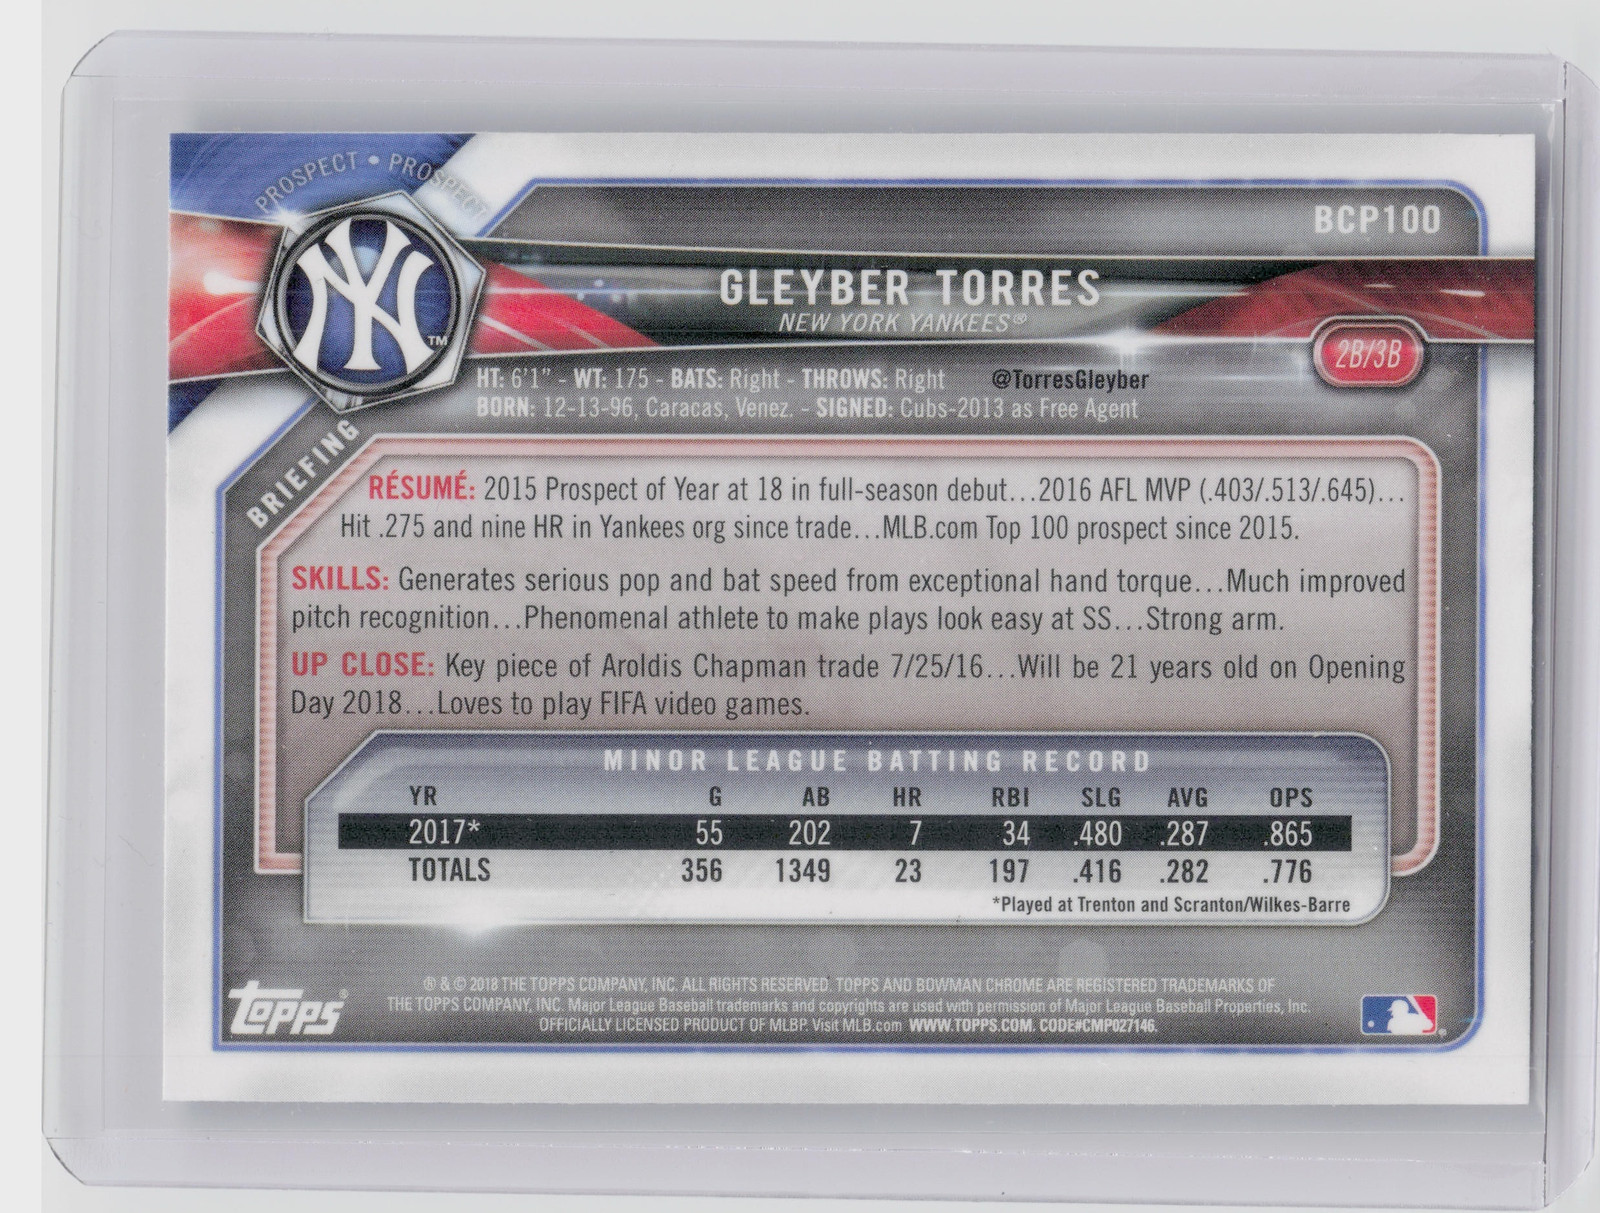 PROSPECT • PROSPECT
BCP100
GLEYBER TORRES
NEW YORK YANKEES®
NY
TM
2B/3B
HT: 6'1" - WT: 175 - BATS: Right - THROWS: Right @TorresGleyber
BORN: 12-13-96, Caracas, Venez. - SIGNED: Cubs-2013 as Free Agent
BRIEFING
RÉSUMÉ: 2015 Prospect of Year at 18 in full-season debut...2016 AFL MVP (.403/.513/.645)...
Hit .275 and nine HR in Yankees org since trade...MLB.com Top 100 prospect since 2015.
SKILLS: Generates serious pop and bat speed from exceptional hand torque...Much improved
pitch recognition...Phenomenal athlete to make plays look easy at SS...Strong arm.
UP CLOSE: Key piece of Aroldis Chapman trade 7/25/16...Will be 21 years old on Opening
Day 2018...Loves to play FIFA video games.
MINOR LEAGUE BATTING RECORD
YR G AB HR RBI SLG AVG OPS
2017* 55 202 7 34 .480 .287 .865
TOTALS 356 1349 23 197 .416 .282 .776
*Played at Trenton and Scranton/Wilkes-Barre
® & © 2018 THE TOPPS COMPANY, INC. ALL RIGHTS RESERVED. TOPPS AND BOWMAN CHROME ARE REGISTERED TRADEMARKS OF
THE TOPPS COMPANY, INC. Major League Baseball trademarks and copyrights are used with permission of Major League Baseball Properties, Inc.
OFFICIALLY LICENSED PRODUCT OF MLBP. Visit MLB.com WWW.TOPPS.COM. CODE#CMP027146.
topps®